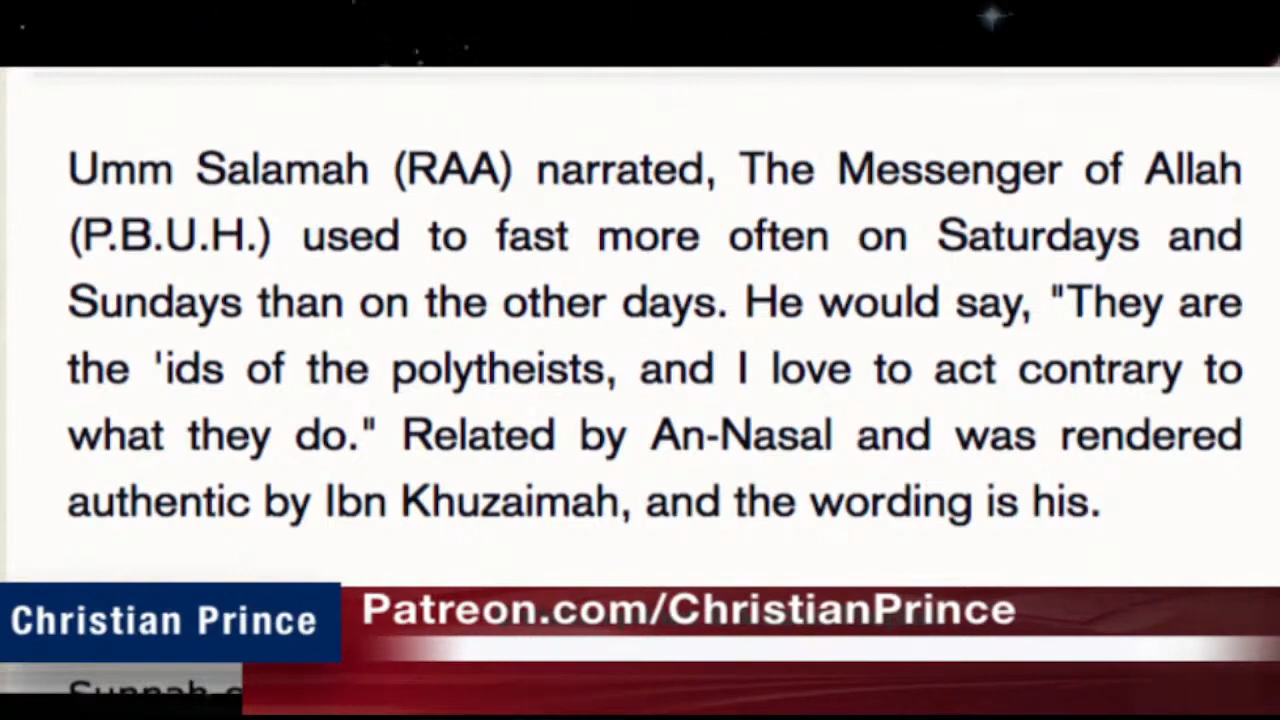 Umm Salamah (RAA) narrated, The Messenger of Allah
(P.B.U.H.) used to fast more often on Saturdays and
Sundays than on the other days. He would say, "They are
the 'ids of the polytheists, and I love to act contrary to
what they do." Related by An-Nasal and was rendered
authentic by Ibn Khuzaimah, and the wording is his.
Christian Prince
Patreon.com/ChristianPrince